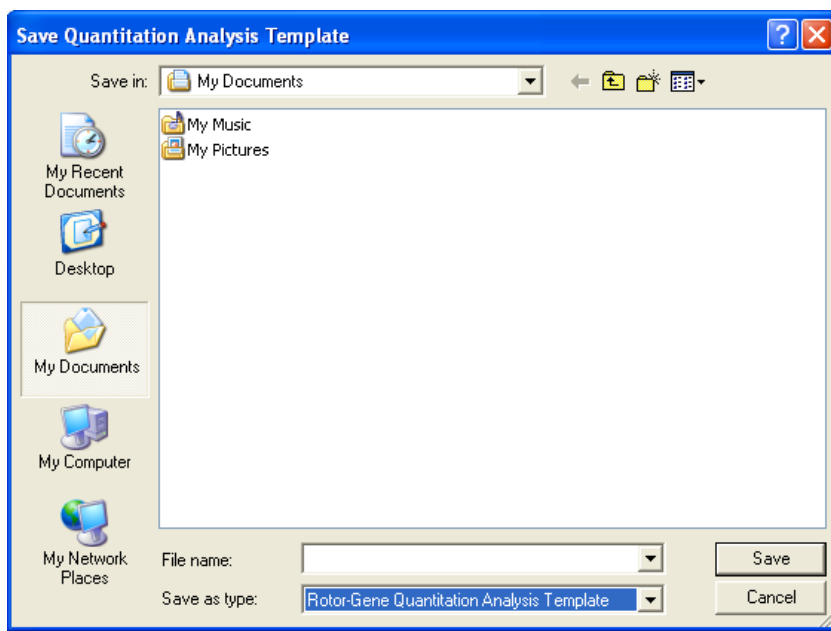 Save Quantitation Analysis Template
Save in:
My Documents
My Music
My Pictures
My Recent
Documents
Desktop
My Documents
My Computer
My Network
Places
File name:
Save
Save as type:
Rotor-Gene Quantitation Analysis Template
Cancel